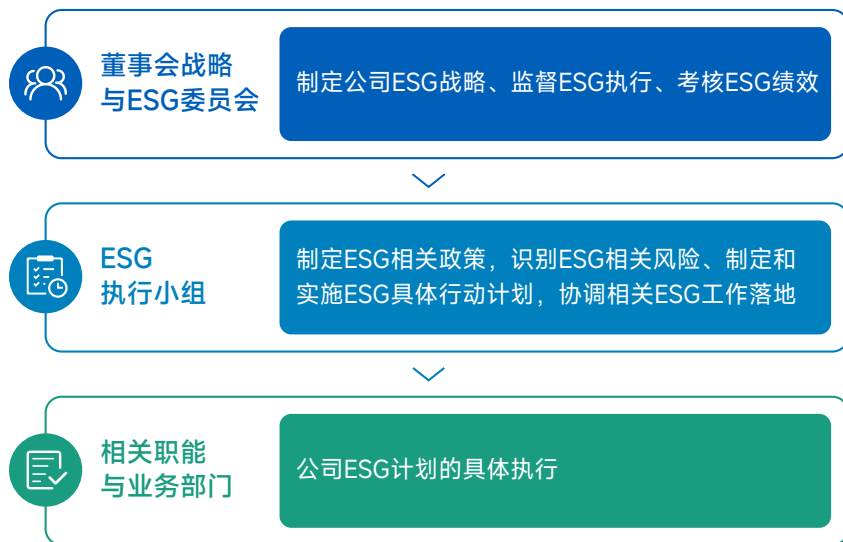 董事会战略
与ESG委员会
制定公司ESG战略、监督ESG执行、考核ESG绩效
ESG
执行小组
制定ESG相关政策，识别ESG相关风险、制定和
实施ESG具体行动计划，协调相关ESG工作落地
相关职能
与业务部门
公司ESG计划的具体执行